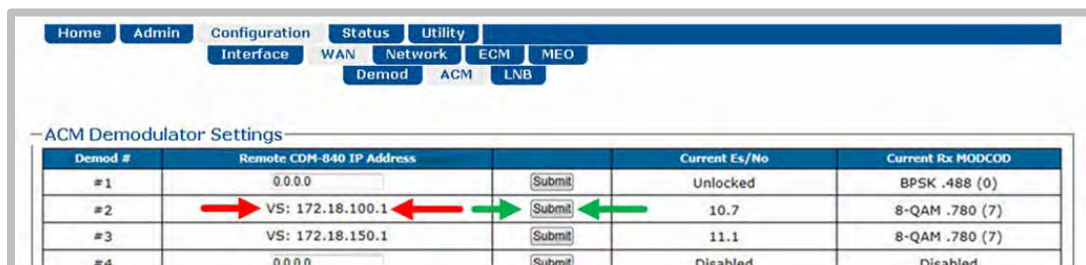 Home Admin Configuration Status Utility
Interface WAN Network ECM MEO
Demod ACM LNB
ACM Demodulator Settings
Demod # Remote CDM-840 IP Address Current Es/No Current Rx MODCOD
#1 0.0.0.0 Submit Unlocked BPSK .488 (0)
#2 VS: 172.18.100.1 Submit 10.7 8-QAM .780 (7)
#3 VS: 172.18.150.1 Submit 11.1 8-QAM .780 (7)
#4 0.0.0.0 Submit Disabled Disabled